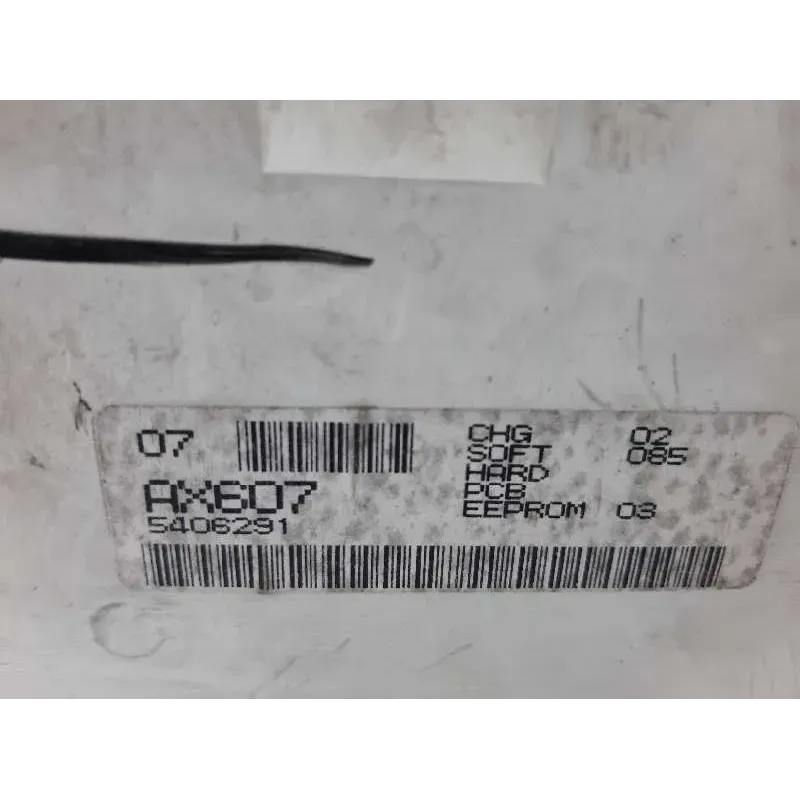 07
AX607
5406291
CHG 02
SOFT 085
HARD
PCB
EEPROM 03